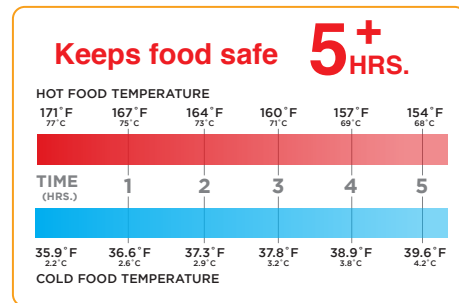 Keeps food safe 5+ HRS.
HOT FOOD TEMPERATURE
171°F 167°F 164°F 160°F 157°F 154°F
77°C 75°C 73°C 71°C 69°C 68°C
TIME 1 2 3 4 5
(HRS.)
35.9°F 36.6°F 37.3°F 37.8°F 38.9°F 39.6°F
2.2°C 2.6°C 2.9°C 3.2°C 3.8°C 4.2°C
COLD FOOD TEMPERATURE